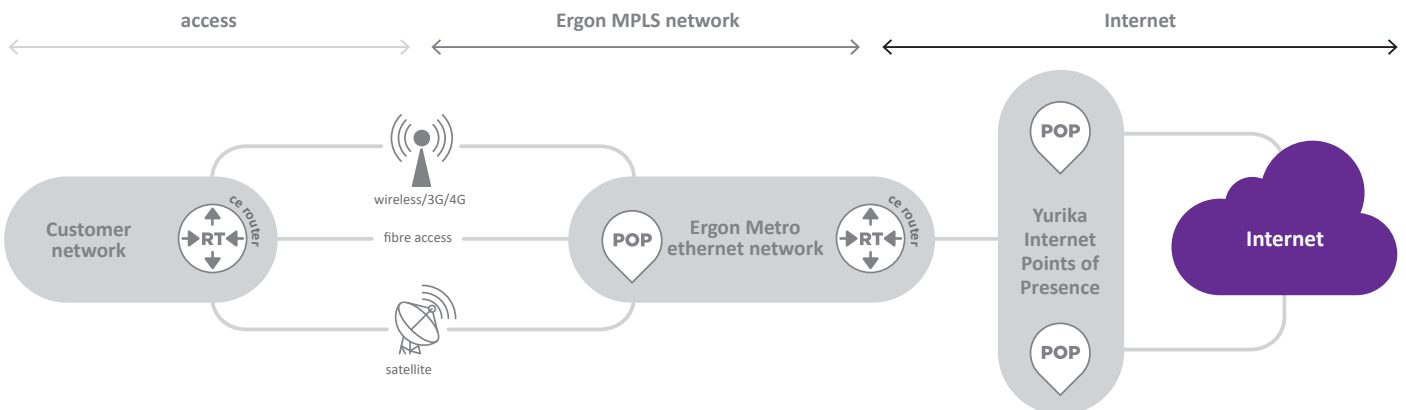 access
Ergon MPLS network
Internet
wireless/3G/4G
Customer
network
RT
ce router
fibre access
satellite
POP
Ergon Metro
ethernet network
RT
ce router
POP
Yurika
Internet
Points of
Presence
POP
Internet